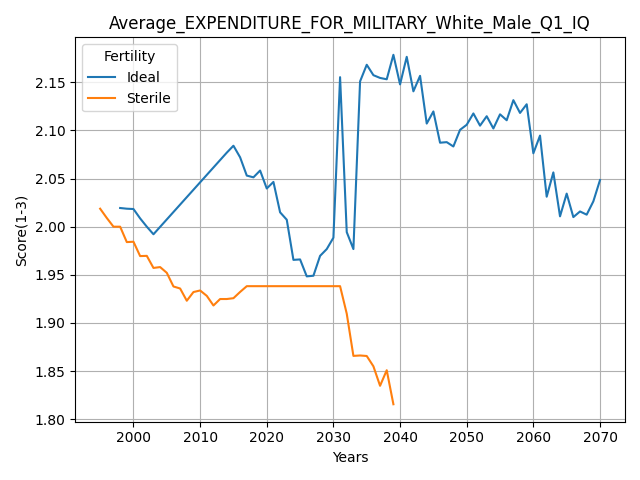 Average_EXPENDITURE_FOR_MILITARY_White_Male_Q1_IQ
Fertility
Ideal
Sterile
Score(1-3)
2.15
2.10
2.05
2.00
1.95
1.90
1.85
1.80
2000 2010 2020 2030 2040 2050 2060 2070
Years